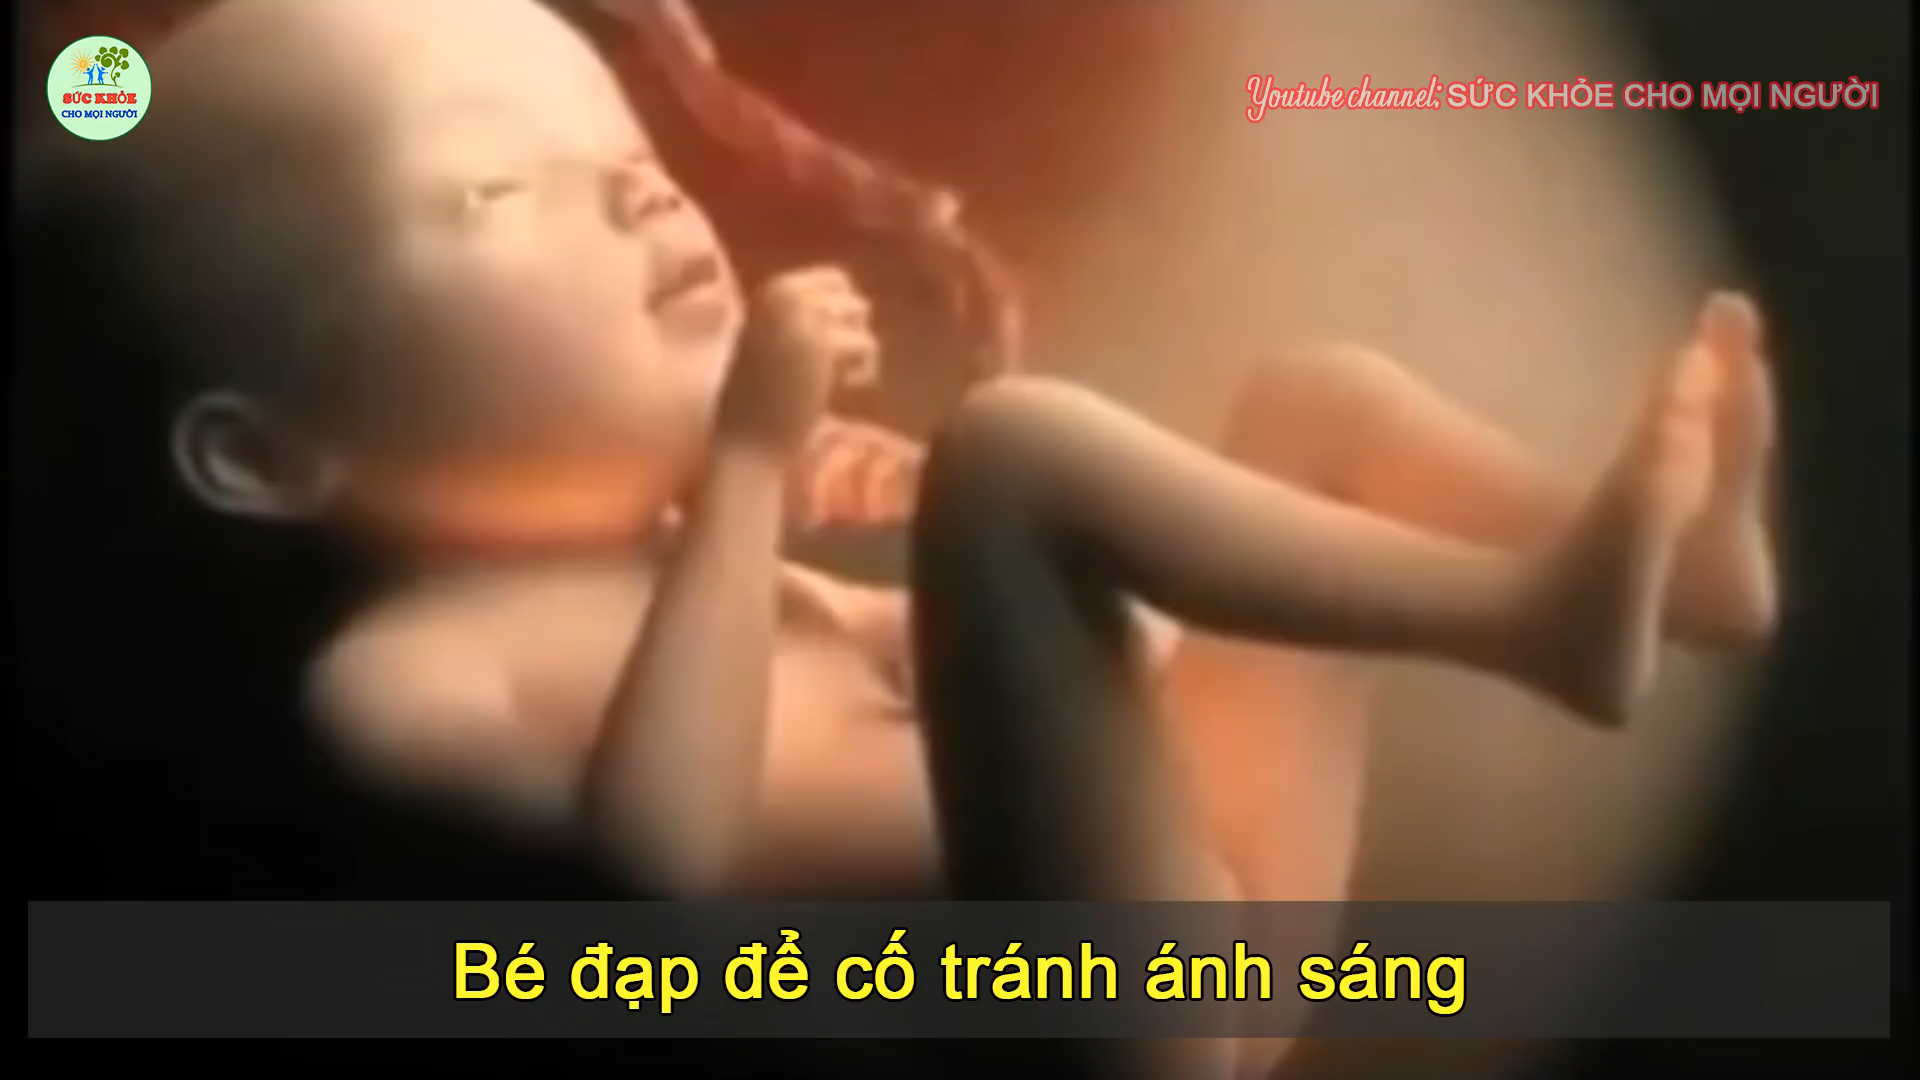 SỨC KHỎE
CHO MỌI NGƯỜI
Youtube channel: SỨC KHỎE CHO MỌI NGƯỜI
Bé đạp để cố tránh ánh sáng